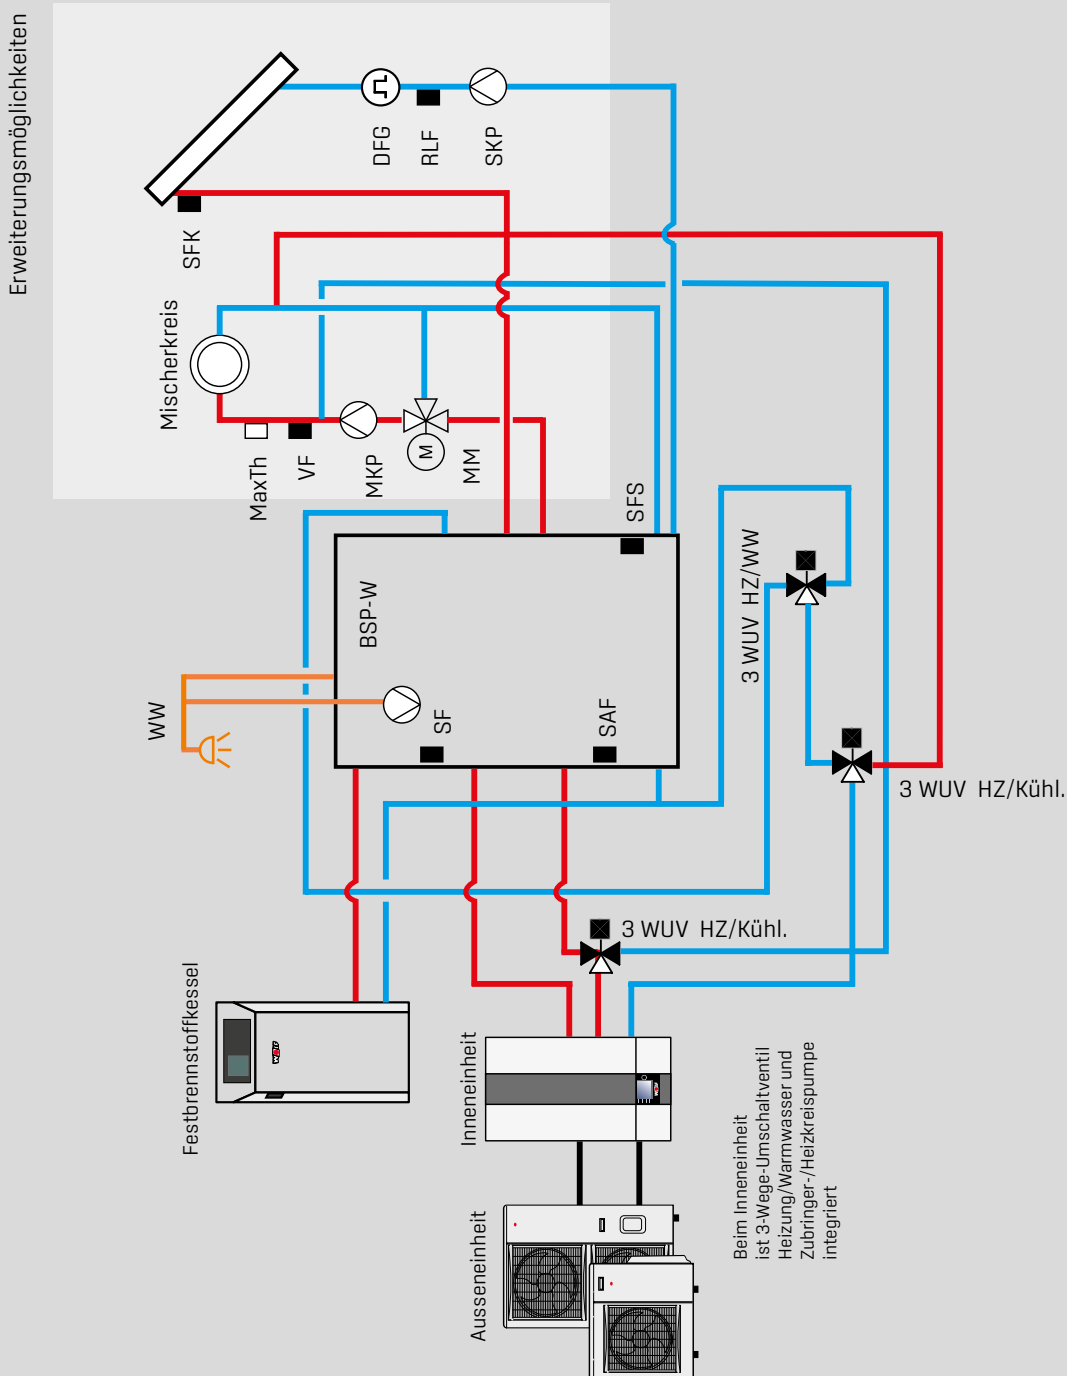 Erweiterungsmöglichkeiten
DFG
RLF
SKP
SFK
Mischerkreis
MaxTh
VF
MKP
M
MM
SFS
BSP-W
WW
SF
SAF
3 WUV HZ/WW
3 WUV HZ/Kühl.
3 WUV HZ/Kühl.
Festbrennstoffkessel
Inneneinheit
Ausseneinheit
Beim Inneneinheit
ist 3-Wege-Umschaltventil
Heizung/Warmwasser und
Zubringer-/Heizkreispumpe
integriert